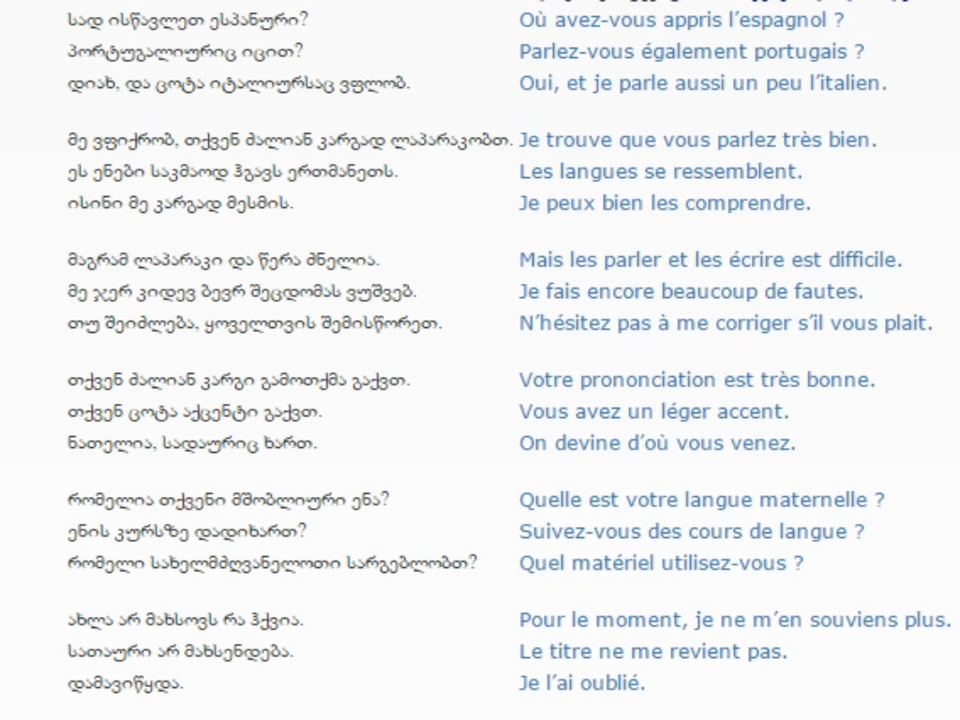 სად ისწავლეთ ესპანური? Où avez-vous appris l’espagnol ?
პორტუგალიურიც იცით? Parlez-vous également portugais ?
დიახ, და ცოტა იტალიურსაც ვფლობ. Oui, et je parle aussi un peu l’italien.
მე ვფიქრობ, თქვენ ძალიან კარგად ლაპარაკობთ. Je trouve que vous parlez très bien.
ეს ენები საკმაოდ ჰგავს ერთმანეთს. Les langues se ressemblent.
ისინი მე კარგად მესმის. Je peux bien les comprendre.
მაგრამ ლაპარაკი და წერა ძნელია. Mais les parler et les écrire est difficile.
მე ჯერ კიდევ ბევრ შეცდომას ვუშვებ. Je fais encore beaucoup de fautes.
თუ შეიძლება, ყოველთვის შემისწორეთ. N’hésitez pas à me corriger s’il vous plait.
თქვენ ძალიან კარგი გამოთქმა გაქვთ. Votre prononciation est très bonne.
თქვენ ცოტა აქცენტი გაქვთ. Vous avez un léger accent.
ნათელია, სადაურიც ხართ. On devine d’où vous venez.
რომელია თქვენი მშობლიური ენა? Quelle est votre langue maternelle ?
ენის კურსზე დადიხართ? Suivez-vous des cours de langue ?
რომელი სახელმძღვანელოთი სარგებლობთ? Quel matériel utilisez-vous ?
ახლა არ მახსოვს რა ჰქვია. Pour le moment, je ne m’en souviens plus.
სათაური არ მახსენდება. Le titre ne me revient pas.
დამავიწყდა. Je l’ai oublié.